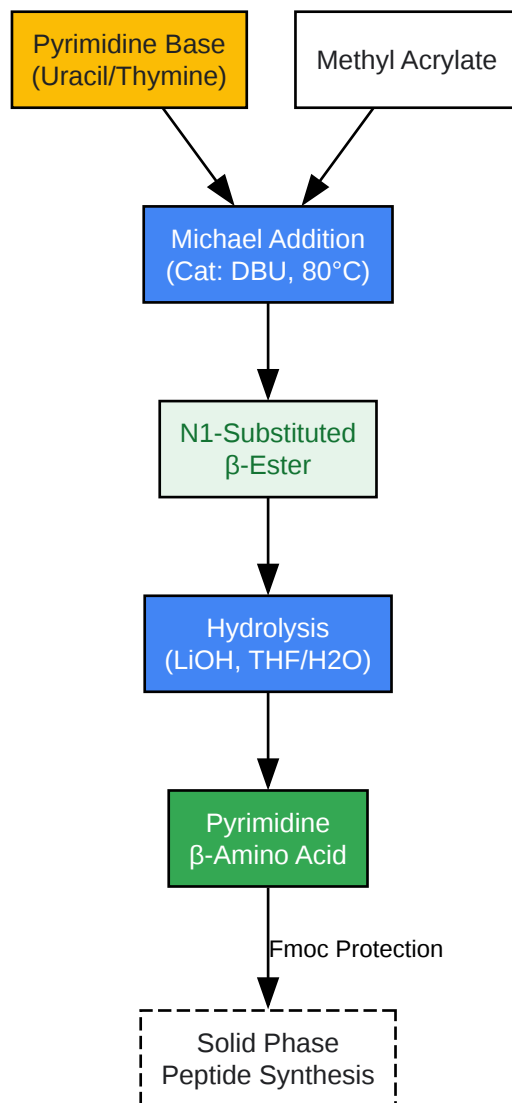 Pyrimidine Base
(Uracil/Thymine)
Methyl Acrylate
Michael Addition
(Cat: DBU, 80°C)
N1-Substituted
β-Ester
Hydrolysis
(LiOH, THF/H2O)
Pyrimidine
β-Amino Acid
Fmoc Protection
Solid Phase
Peptide Synthesis